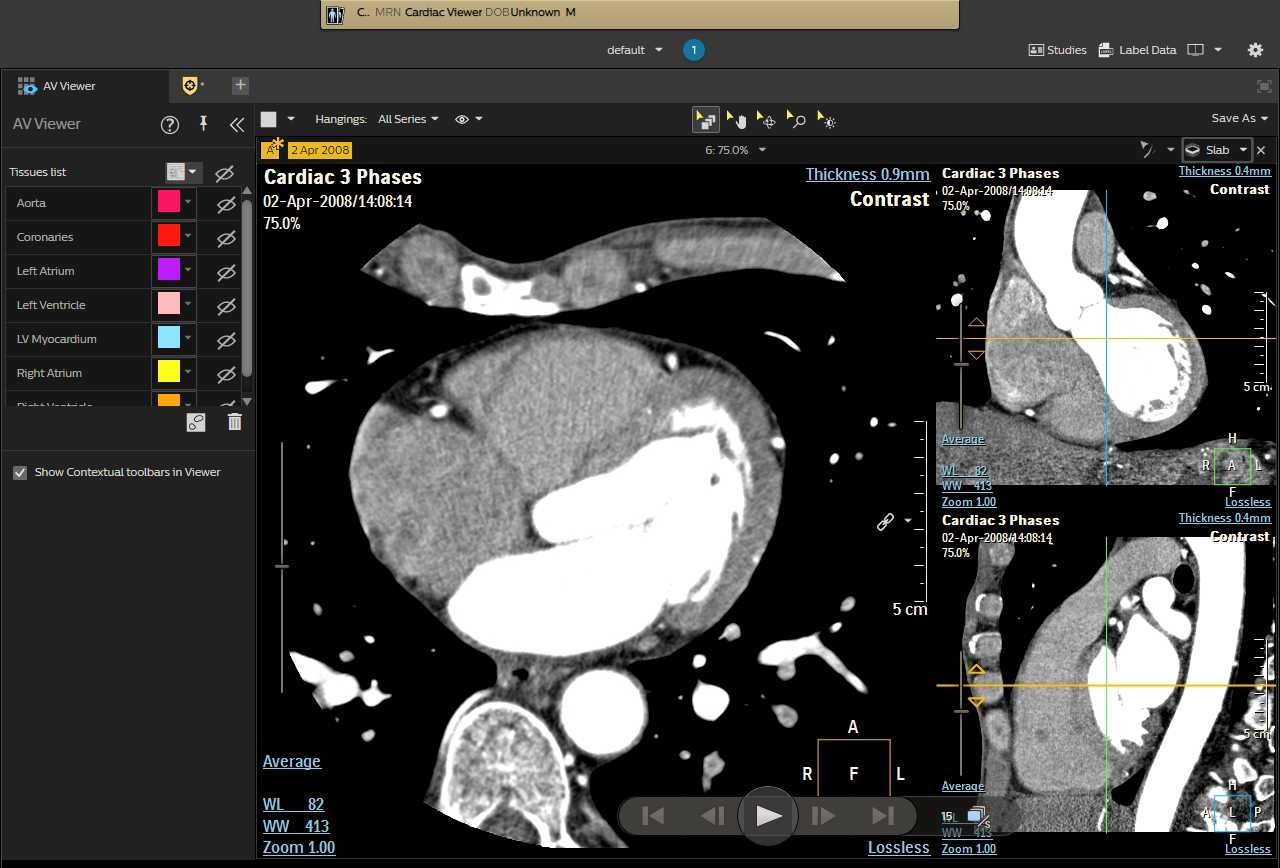 C.. MRN Cardiac Viewer DOB Unknown M
default
1
Studies
Label Data
AV Viewer
AV Viewer
Hangings: All Series
Save As
A
2 Apr 2008
6: 75.0%
Slab
Tissues list
Aorta
Coronaries
Left Atrium
Left Ventricle
LV Myocardium
Right Atrium
Right Ventricle
Show Contextual toolbars in Viewer
Cardiac 3 Phases
02-Apr-2008/14:08:14
75.0%
Thickness 0.9mm
Contrast
5 cm
Average
WL 82
WW 413
Zoom 1.00
A
R F L
Lossless
Cardiac 3 Phases
02-Apr-2008/14:08:14
75.0%
Thickness 0.4mm
Contrast
5 cm
Average
WL 82
WW 413
Zoom 1.00
H
R A L
F
Lossless
Cardiac 3 Phases
02-Apr-2008/14:08:14
75.0%
Thickness 0.4mm
Contrast
5 cm
Average
15
WW 413
Zoom 1.00
H
A L P
F
Lossless